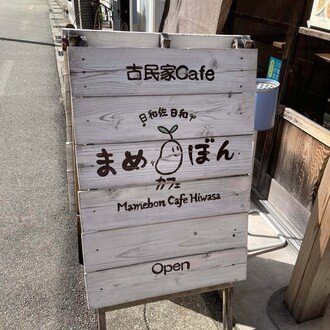 古民家Cafe
日和佐日和
まめぼん
カフェ
Mamebon Cafe Hiwasa
Open